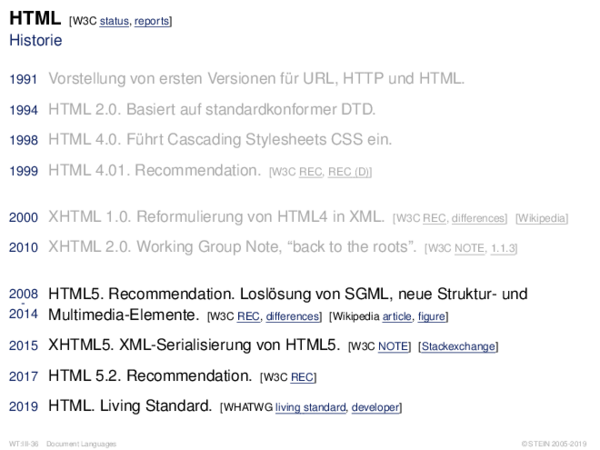 HTML [W3C status, reports]
Historie
1991 Vorstellung von ersten Versionen für URL, HTTP und HTML.
1994 HTML 2.0. Basiert auf standardkonformer DTD.
1998 HTML 4.0. Führt Cascading Stylesheets CSS ein.
1999 HTML 4.01. Recommendation. [W3C REC, REC (D)]
2000 XHTML 1.0. Reformulierung von HTML4 in XML. [W3C REC, differences] [Wikipedia]
2010 XHTML 2.0. Working Group Note, “back to the roots”. [W3C NOTE, 1.1.3]
2008 HTML5. Recommendation. Loslösung von SGML, neue Struktur- und
-
2014 Multimedia-Elemente. [W3C REC, differences] [Wikipedia article, figure]
2015 XHTML5. XML-Serialisierung von HTML5. [W3C NOTE] [Stackexchange]
2017 HTML 5.2. Recommendation. [W3C REC]
2019 HTML. Living Standard. [WHATWG living standard, developer]
WT:III-36 Document Languages © STEIN 2005-2019